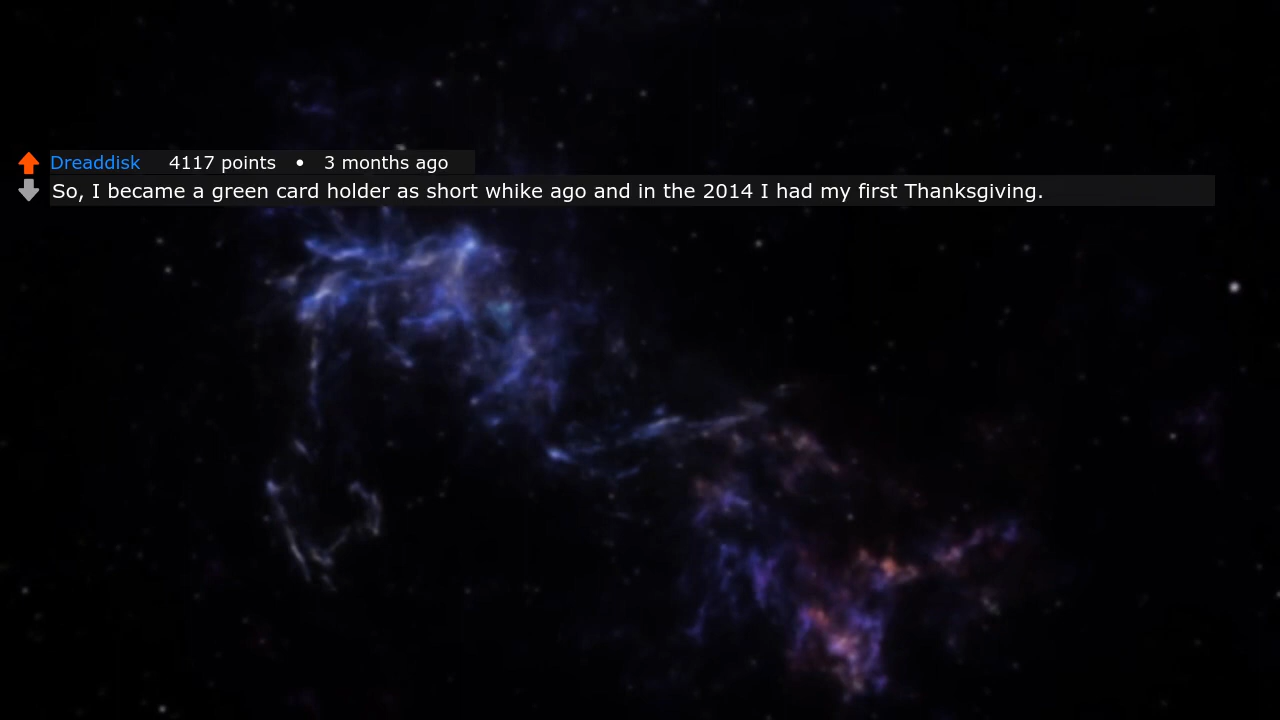 Dreaddisk 4117 points • 3 months ago
So, I became a green card holder as short whike ago and in the 2014 I had my first Thanksgiving.